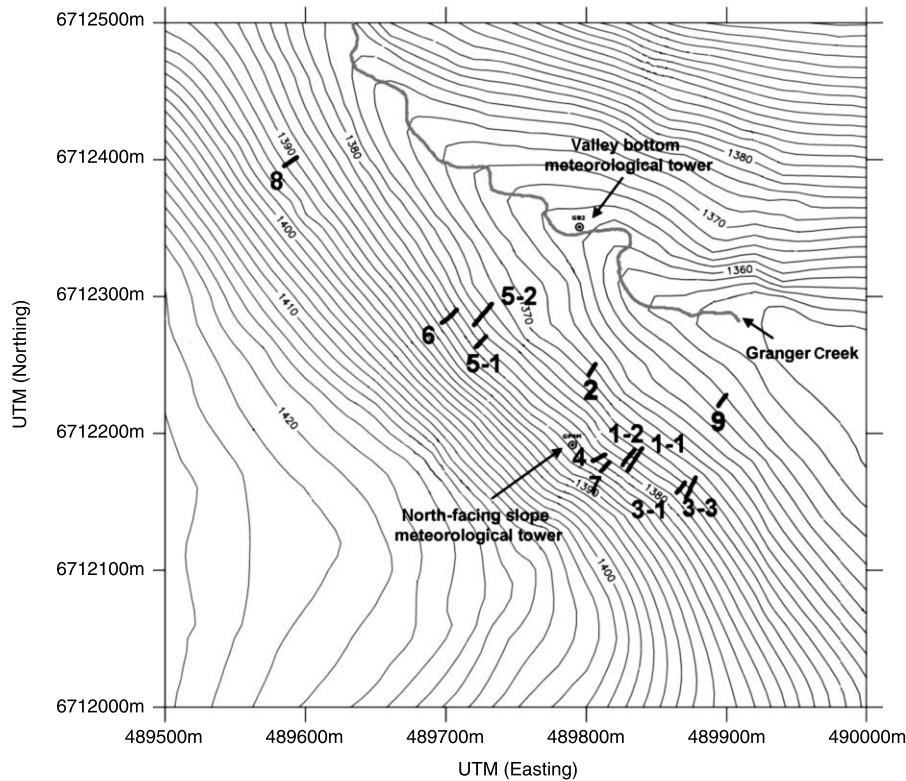 6712500m
6712400m
6712300m
6712200m
6712100m
6712000m
UTM (Northing)
489500m
489600m
489700m
489800m
489900m
490000m
UTM (Easting)
Valley bottom
meteorological tower
1380
1390
1380
8
1400
1370
GB2
1360
1410
5-2
1370
6
5-1
Granger Creek
2
9
1420
1-2
1-1
4
7
1390
1380
3-1
3-3
North-facing slope
meteorological tower
1400